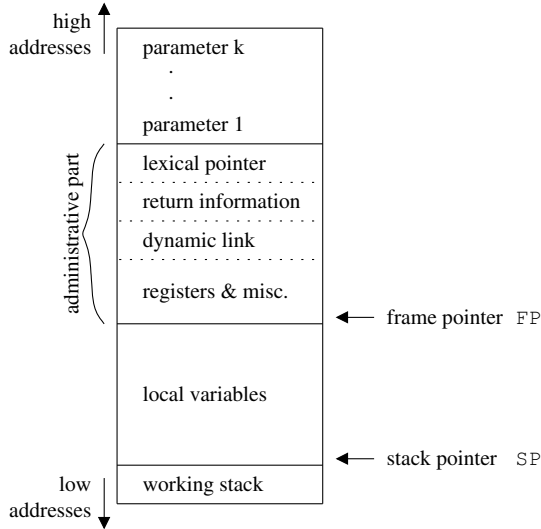 high
addresses
parameter k
.
.
parameter 1
administrative part
lexical pointer
return information
dynamic link
registers & misc.
frame pointer FP
local variables
stack pointer SP
low
addresses
working stack